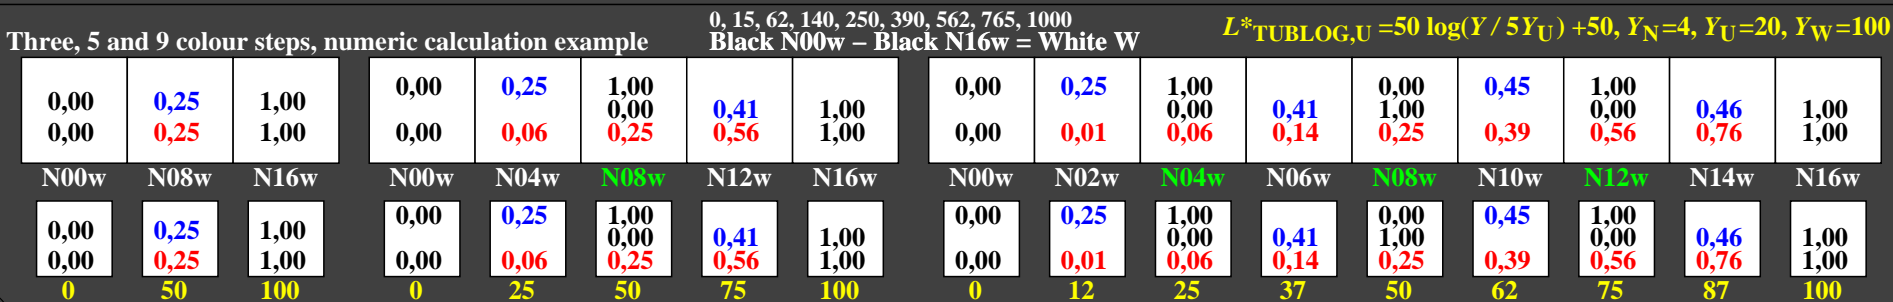 0, 15, 62, 140, 250, 390, 562, 765, 1000
Three, 5 and 9 colour steps, numeric calculation example
Black N00w – Black N16w = White W
L*TUBLOG,U =50 log(Y / 5YU) +50, YN=4, YU=20, YW=100
0,00 0,25 1,00
0,00 0,25 1,00
0,00 0,25 1,00
0,00 0,41 1,00
0,00 0,06 0,25 0,56 1,00
0,00 0,25 1,00 0,00 0,45 1,00
0,00 0,41 1,00 0,00 0,46 1,00
0,00 0,01 0,06 0,14 0,25 0,39 0,56 0,76 1,00
N00w N08w N16w N00w N04w N08w N12w N16w N00w N02w N04w N06w N08w N10w N12w N14w N16w
0,00 0,25 1,00
0,00 0,25 1,00
0,00 0,25 1,00
0,00 0,41 1,00
0,00 0,06 0,25 0,56 1,00
0,00 0,25 1,00 0,00 0,45 1,00
0,00 0,41 1,00 0,00 0,46 1,00
0,00 0,01 0,06 0,14 0,25 0,39 0,56 0,76 1,00
0 50 100 0 25 50 75 100 0 12 25 37 50 62 75 87 100